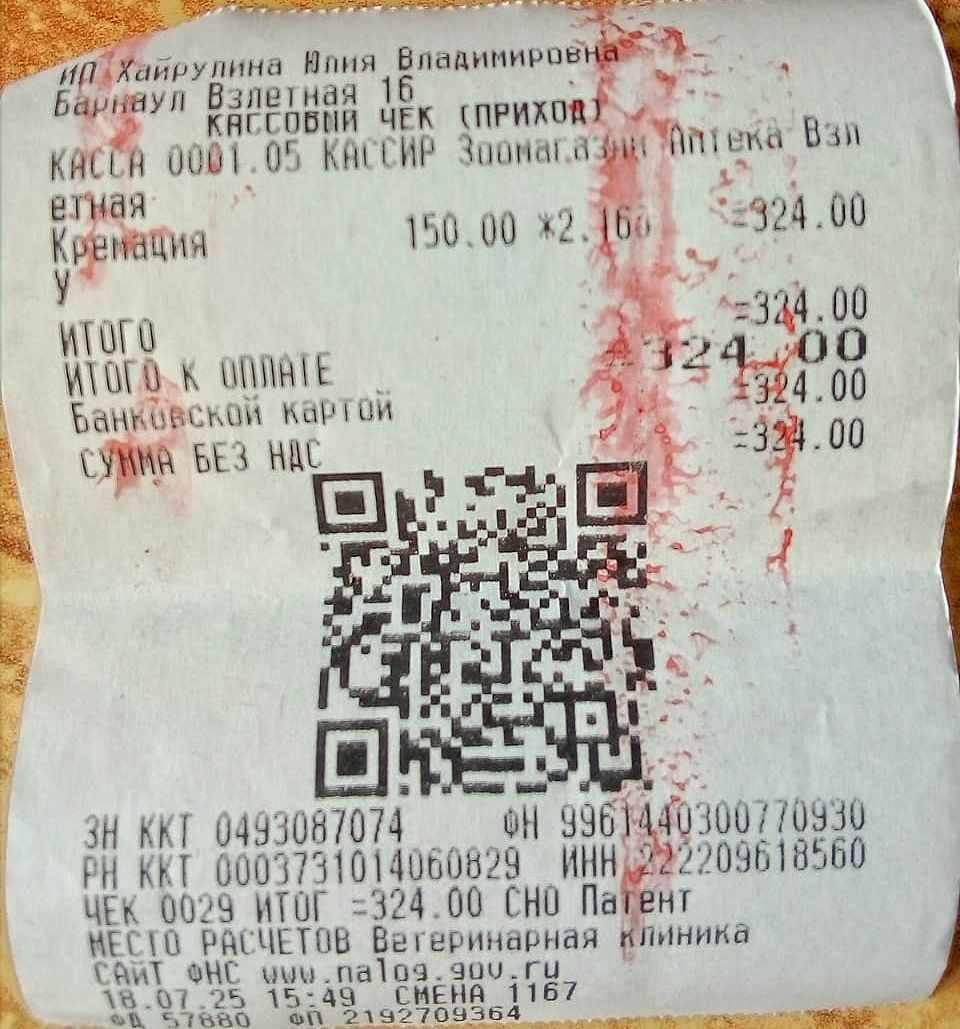 ИП Хайрулина Юлия Владимировна
Барнаул Взлетная 16
КАССОВЫЙ ЧЕК (ПРИХОД)
КАССА 0001.05 КАССИР Зоомагазин Аптека Взл
етная
Кремация 150.00 *2.160 =324.00
У
ИТОГО =324.00
ИТОГО К ОПЛАТЕ =324.00
Банковской картой =324.00
СУММА БЕЗ НДС =324.00
ЗН ККТ 0493087074 ФН 9961440300770930
РН ККТ 0003731014060829 ИНН 222209618560
ЧЕК 0029 ИТОГ =324.00 СНО Патент
МЕСТО РАСЧЕТОВ Ветеринарная клиника
САЙТ ФНС www.nalog.gov.ru
18.07.25 15:49 СМЕНА 1167
ФД 57880 ФП 2192709364